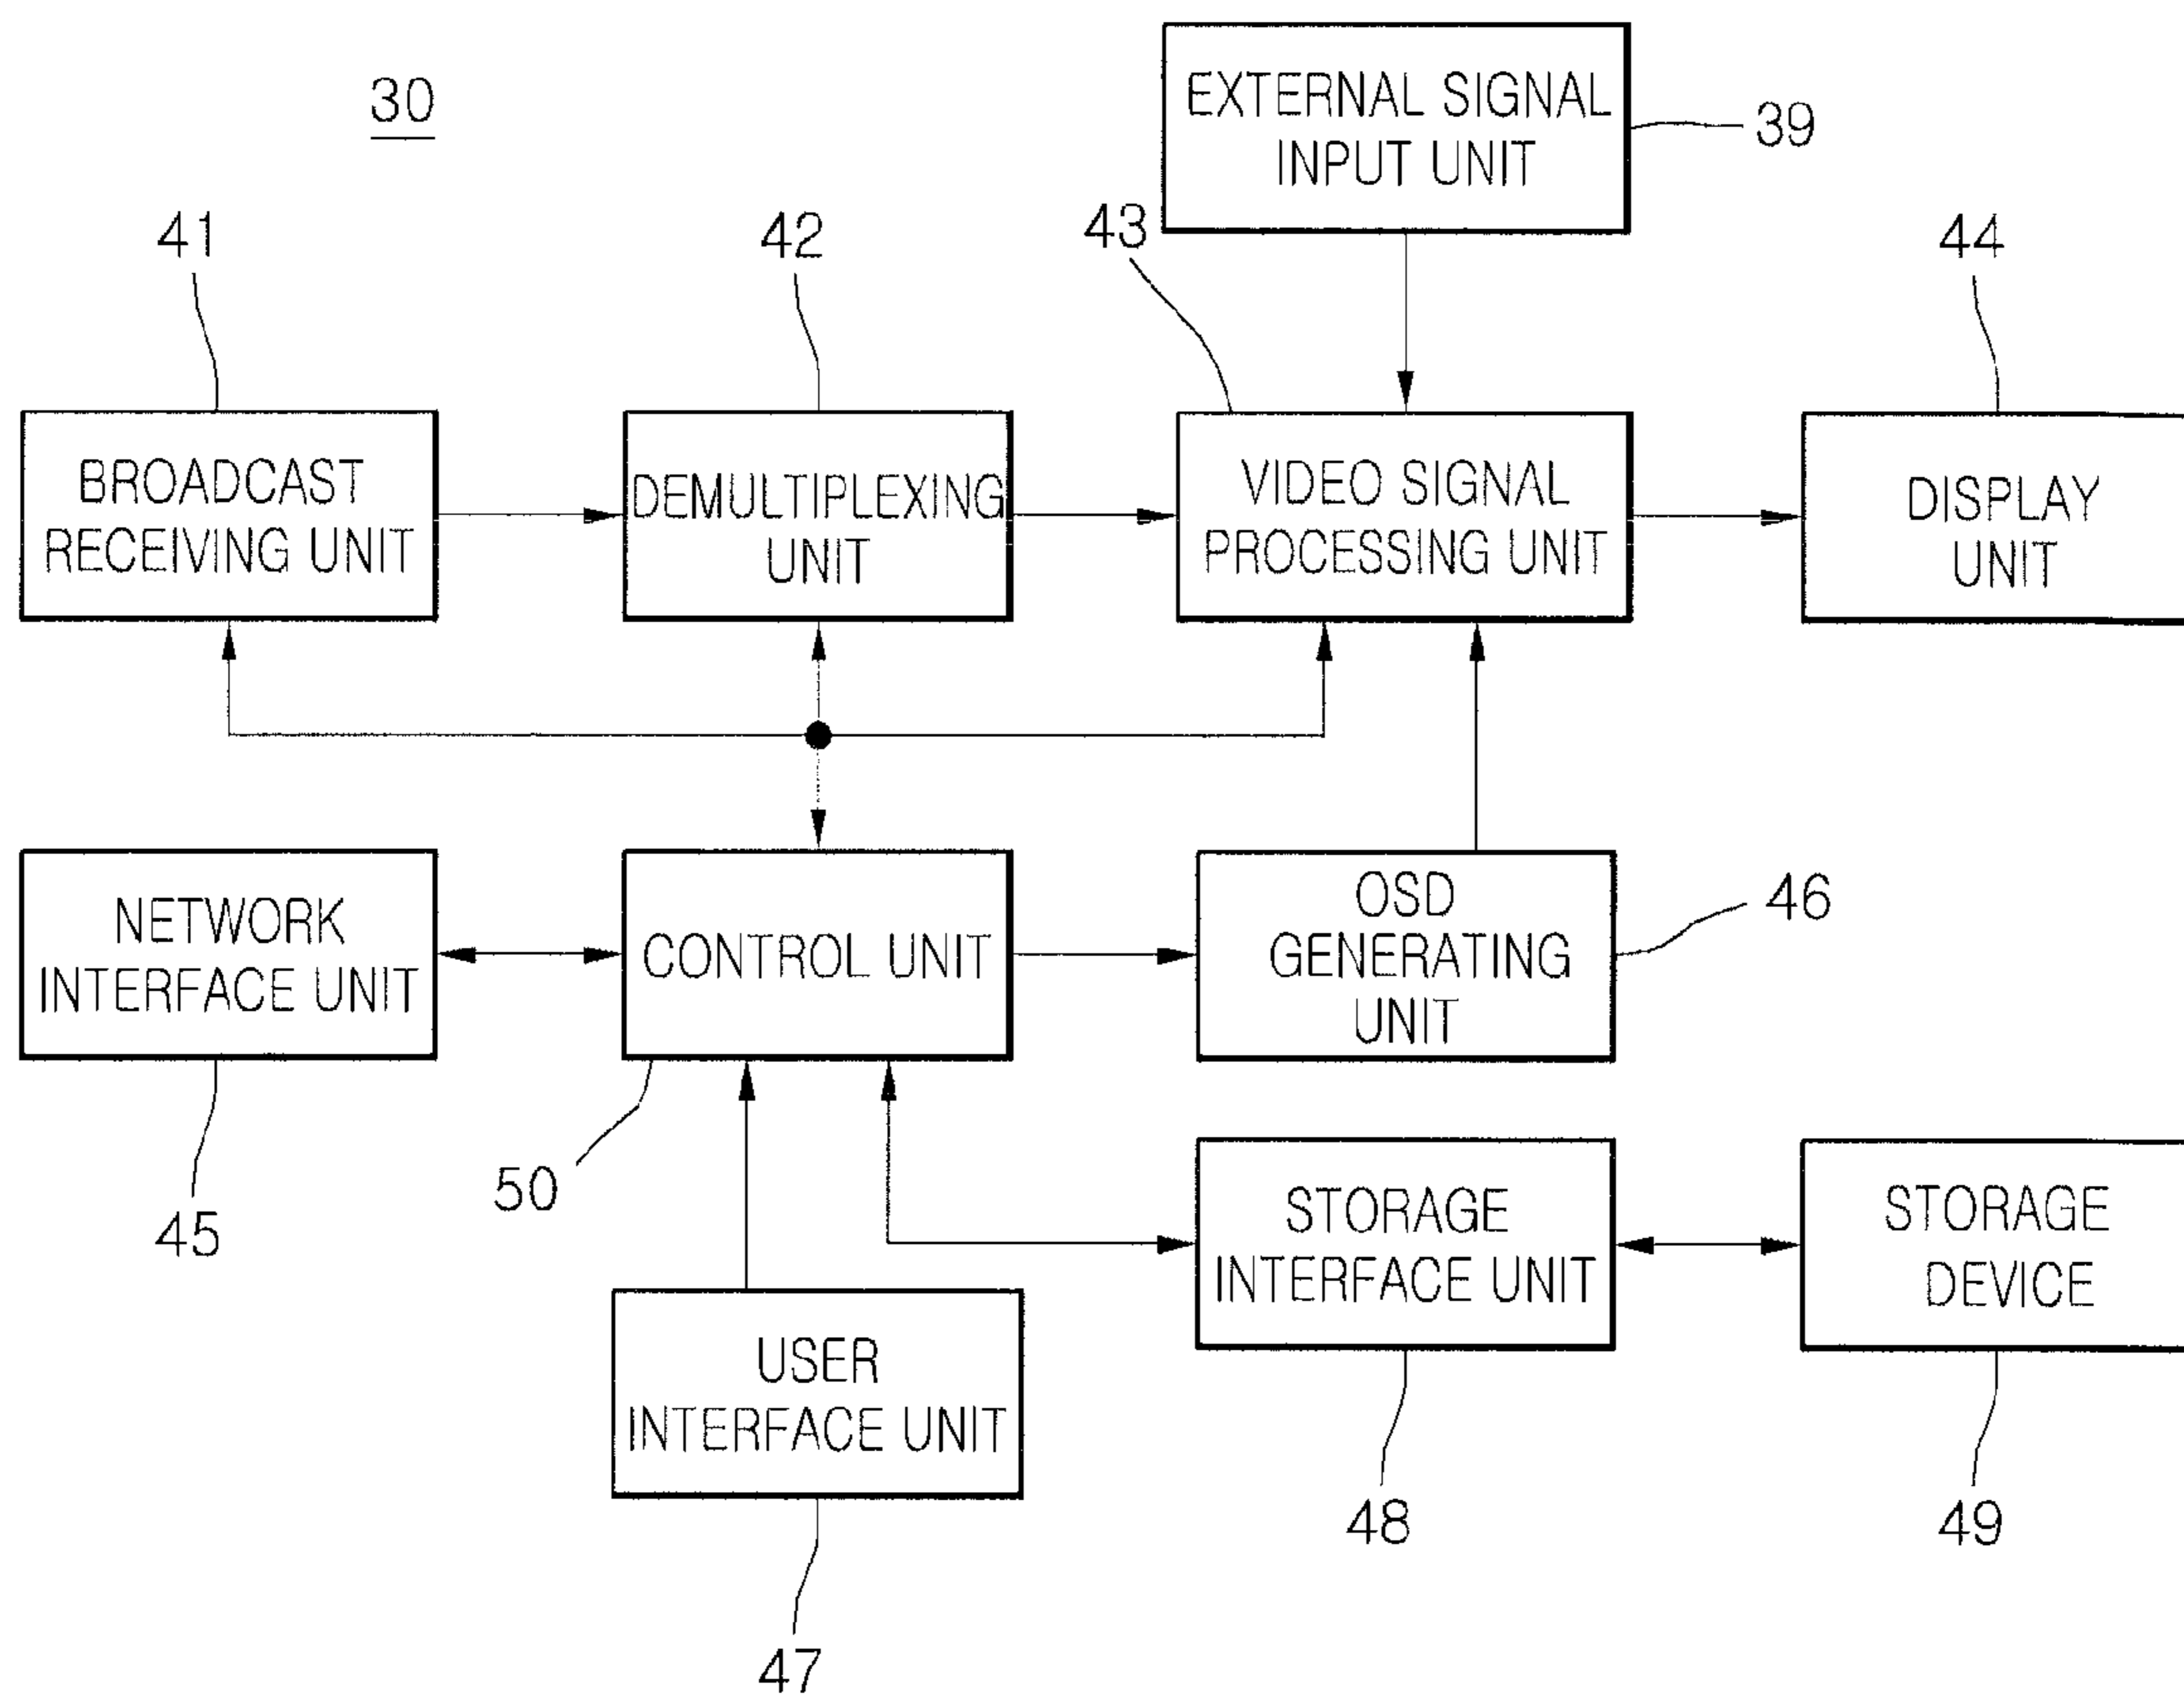 30
EXTERNAL SIGNAL
INPUT UNIT
39
41
42
43
44
BROADCAST
RECEIVING UNIT
DEMULTIPLEXING
UNIT
VIDEO SIGNAL
PROCESSING UNIT
DISPLAY
UNIT
NETWORK
INTERFACE UNIT
CONTROL UNIT
OSD
GENERATING
UNIT
46
45
50
STORAGE
INTERFACE UNIT
STORAGE
DEVICE
USER
INTERFACE UNIT
48
49
47